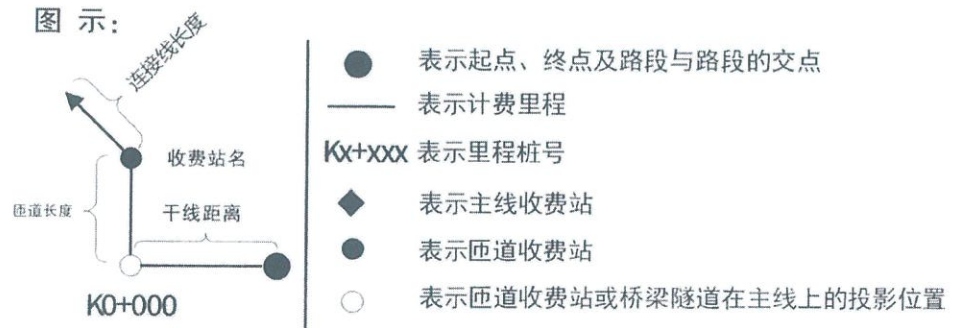 图 示:
连接线长度
收费站名
匝道长度
干线距离
K0+000
表示起点、终点及路段与路段的交点
表示计费里程
Kx+xxx 表示里程桩号
表示主线收费站
表示匝道收费站
表示匝道收费站或桥梁隧道在主线上的投影位置